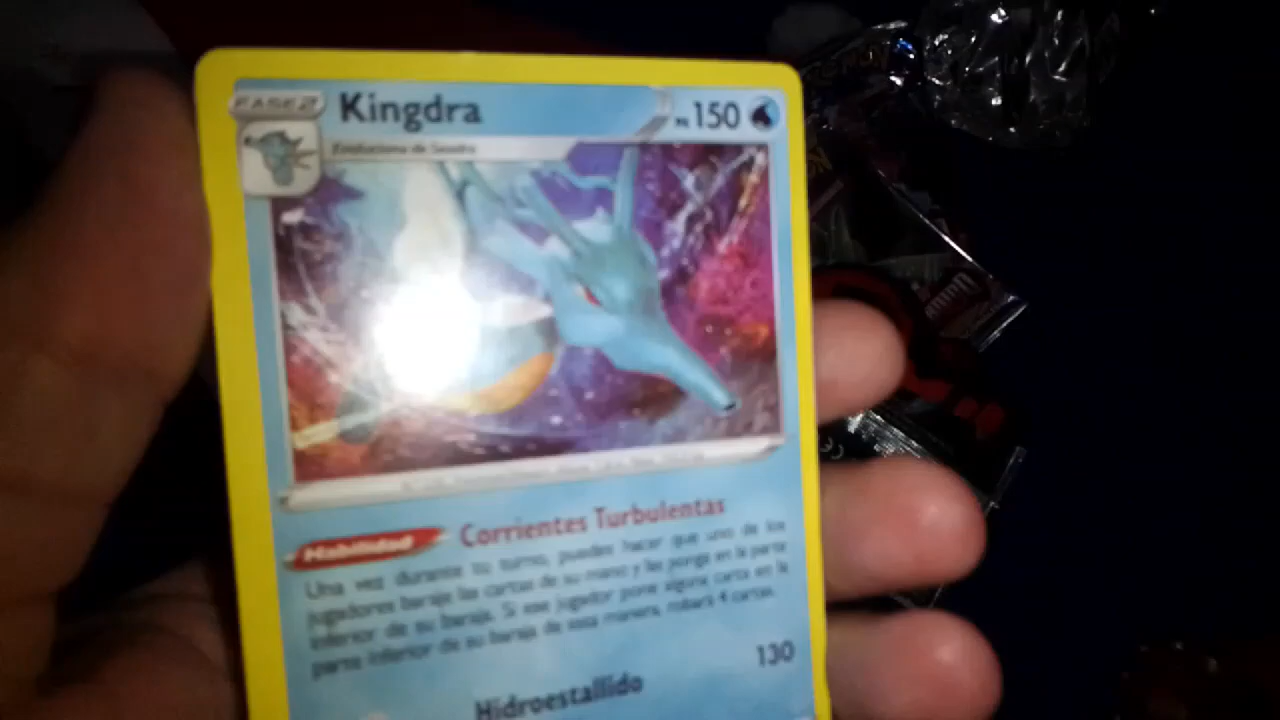 FASE 2
Kingdra
PS 150
Evoluciona de Seadra
Habilidad Corrientes Turbulentas
Una vez durante tu turno, puedes hacer que uno de los
jugadores baraje las cartas de su mano y las ponga en la parte
inferior de su baraja. Si ese jugador pone alguna carta en la
parte inferior de su baraja de esta manera, robará 4 cartas.
Hidroestallido 130